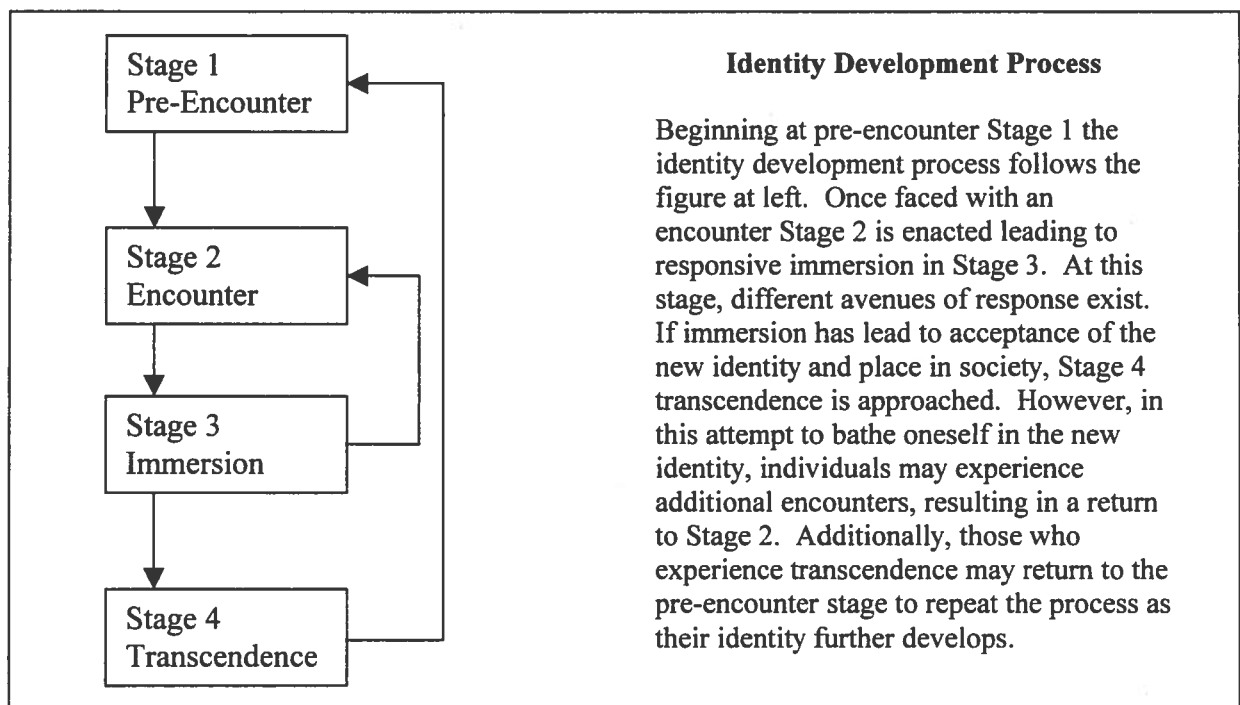 Stage 1
Pre-Encounter
Stage 2
Encounter
Stage 3
Immersion
Stage 4
Transcendence
Identity Development Process
Beginning at pre-encounter Stage 1 the
identity development process follows the
figure at left. Once faced with an
encounter Stage 2 is enacted leading to
responsive immersion in Stage 3. At this
stage, different avenues of response exist.
If immersion has lead to acceptance of the
new identity and place in society, Stage 4
transcendence is approached. However, in
this attempt to bathe oneself in the new
identity, individuals may experience
additional encounters, resulting in a return
to Stage 2. Additionally, those who
experience transcendence may return to the
pre-encounter stage to repeat the process as
their identity further develops.